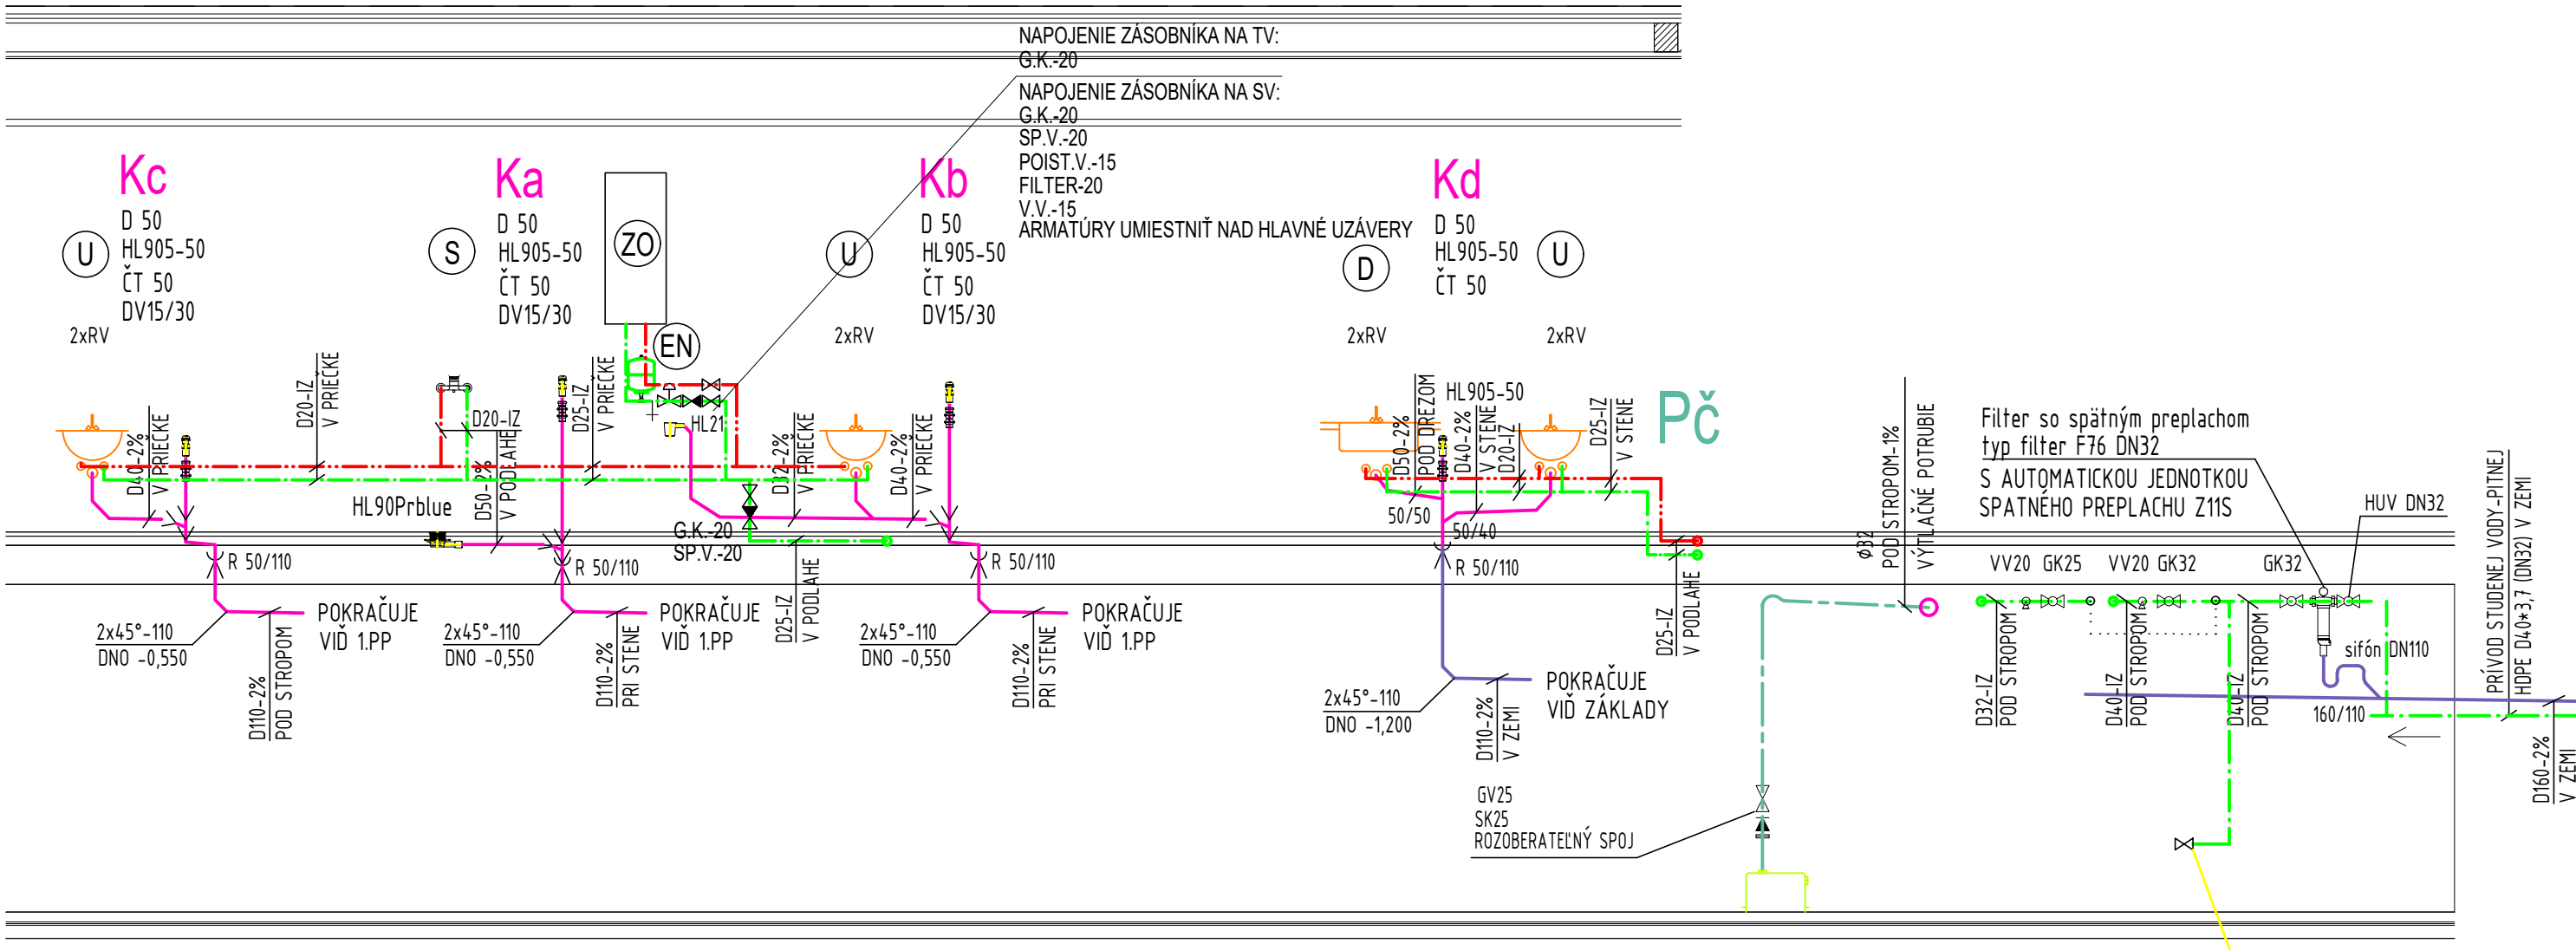 NAPOJENIE ZÁSOBNÍKA NA TV:
G.K.-20
NAPOJENIE ZÁSOBNÍKA NA SV:
G.K.-20
SP.V.-20
POIST.V.-15
FILTER-20
V.V.-15
ARMATÚRY UMIESTNIŤ NAD HLAVNÉ UZÁVERY
Kc
D 50
HL905-50
ČT 50
DV15/30
U
2xRV
Ka
D 50
HL905-50
ČT 50
DV15/30
S
ZO
EN
Kb
D 50
HL905-50
ČT 50
DV15/30
U
2xRV
Kd
D 50
HL905-50
ČT 50
D
U
2xRV
2xRV
D40-2%
V PRIEČKE
D20-IZ
V PRIEČKE
D20-IZ
D50-2%
V PODLAHE
HL90Prblue
D25-IZ
V PRIEČKE
HL21
G.K.-20
SP.V.-20
D32-2%
V PRIEČKE
D40-2%
V PRIEČKE
D25-IZ
V PODLAHE
R 50/110
R 50/110
R 50/110
R 50/110
POKRAČUJE
VIĎ 1.PP
POKRAČUJE
VIĎ 1.PP
POKRAČUJE
VIĎ 1.PP
2x45°-110
DNO -0,550
2x45°-110
DNO -0,550
2x45°-110
DNO -0,550
D110-2%
POD STROPOM
D110-2%
PRI STENE
D110-2%
PRI STENE
D50-2%
POD DREZOM
HL905-50
D40-2%
V STENE
D20-IZ
D25-IZ
V STENE
50/50
50/40
2x45°-110
DNO -1,200
D110-2%
V ZEMI
POKRAČUJE
VIĎ ZÁKLADY
D25-IZ
V PODLAHE
Pč
Ø32
POD STROPOM-1%
VÝTLAČNÉ POTRUBIE
GV25
SK25
ROZOBERATEĽNÝ SPOJ
Filter so spätným preplachom
typ filter F76 DN32
S AUTOMATICKOU JEDNOTKOU
SPATNÉHO PREPLACHU Z11S
HUV DN32
VV20 GK25
VV20 GK32
GK32
D32-IZ
POD STROPOM
D40-IZ
POD STROPOM
D40-IZ
POD STROPOM
sifón DN110
160/110
PRÍVOD STUDENEJ VODY-PITNEJ
HDPE D40*3,7 (DN32) V ZEMI
D160-2%
V ZEMI